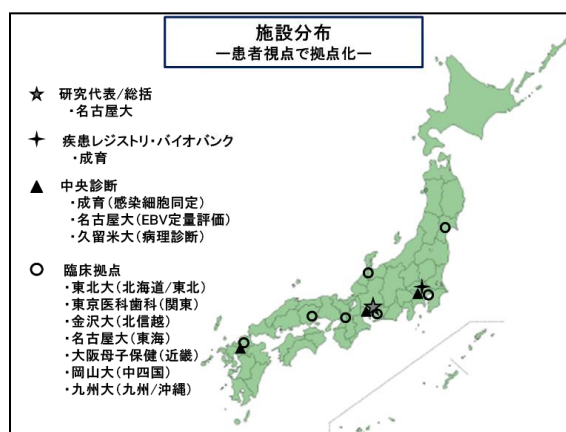 施設分布
―患者視点で拠点化―
研究代表/総括
・名古屋大
疾患レジストリ・バイオバンク
・成育
中央診断
・成育(感染細胞同定)
・名古屋大(EBV定量評価)
・久留米大(病理診断)
臨床拠点
・東北大(北海道/東北)
・東京医科歯科(関東)
・金沢大(北信越)
・名古屋大(東海)
・大阪母子保健(近畿)
・岡山大(中四国)
・九州大(九州/沖縄)